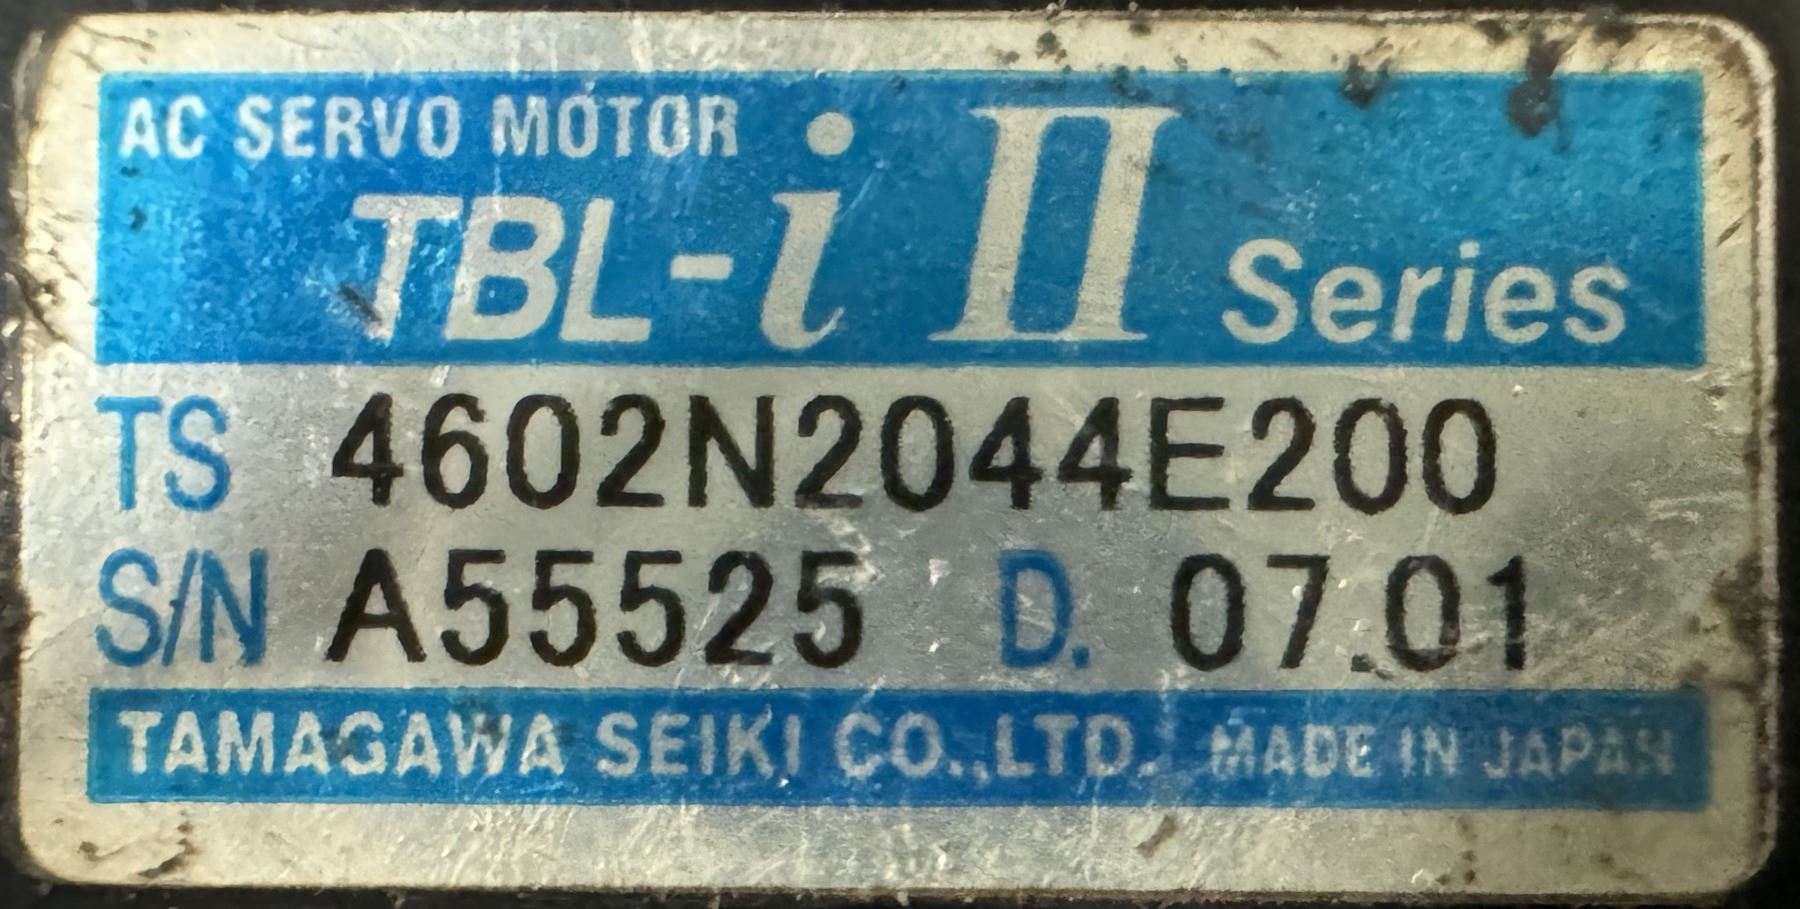 AC SERVO MOTOR
TBL-i II Series
TS 4602N2044E200
S/N A55525 D. 07.01
TAMAGAWA SEIKI CO.,LTD. MADE IN JAPAN